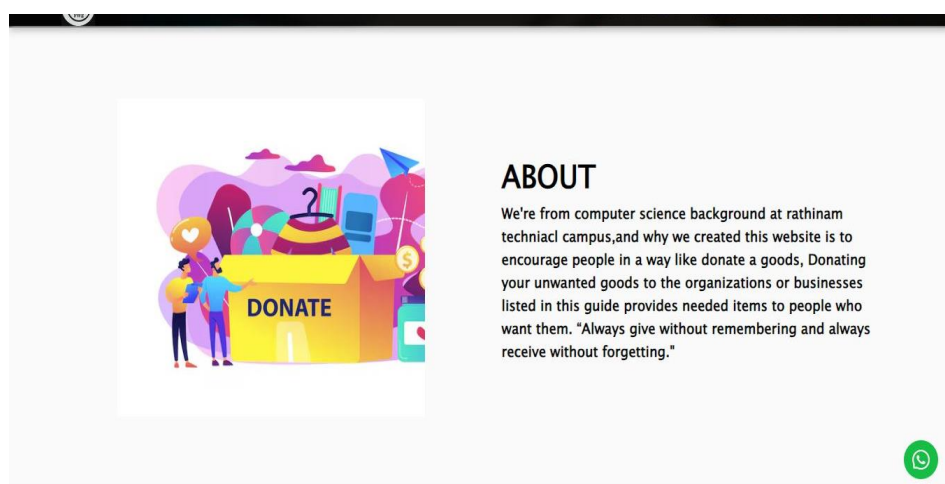 ABOUT
We're from computer science background at rathinam
techniacl campus,and why we created this website is to
encourage people in a way like donate a goods, Donating
your unwanted goods to the organizations or businesses
listed in this guide provides needed items to people who
want them. “Always give without remembering and always
receive without forgetting."
DONATE